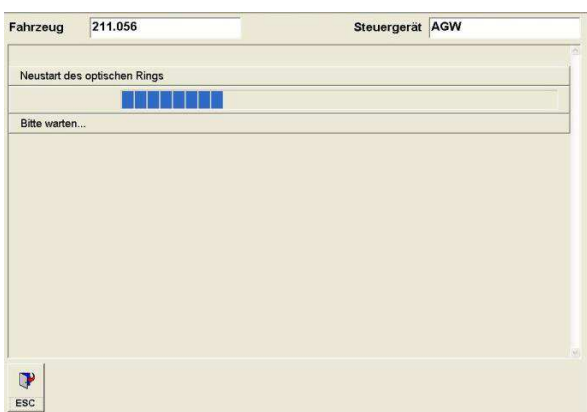 Fahrzeug 211.056 Steuergerät AGW
Neustart des optischen Rings
Bitte warten...
ESC